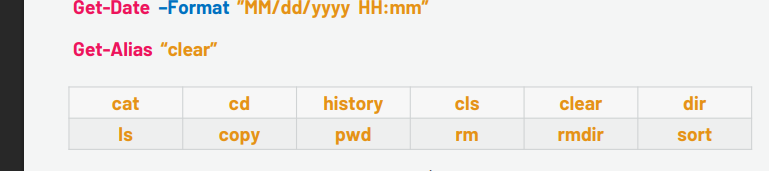 Get-Date –Format “MM/dd/yyyy HH:mm”
Get-Alias “clear”
cat cd history cls clear dir
ls copy pwd rm rmdir sort